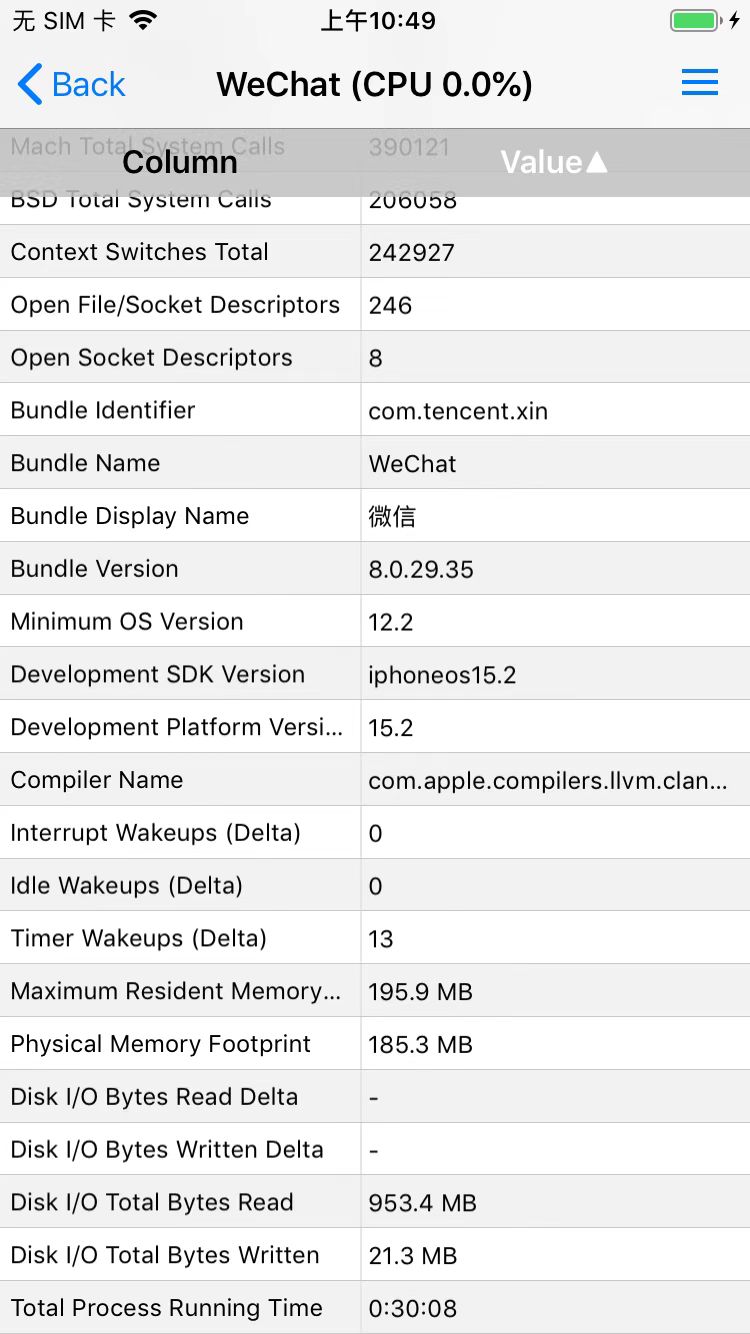 无 SIM 卡 上午10:49
Back WeChat (CPU 0.0%)
Mach Total System Calls 390121
Column Value▲
BSD Total System Calls 206058
Context Switches Total 242927
Open File/Socket Descriptors 246
Open Socket Descriptors 8
Bundle Identifier com.tencent.xin
Bundle Name WeChat
Bundle Display Name 微信
Bundle Version 8.0.29.35
Minimum OS Version 12.2
Development SDK Version iphoneos15.2
Development Platform Versi... 15.2
Compiler Name com.apple.compilers.llvm.clan...
Interrupt Wakeups (Delta) 0
Idle Wakeups (Delta) 0
Timer Wakeups (Delta) 13
Maximum Resident Memory... 195.9 MB
Physical Memory Footprint 185.3 MB
Disk I/O Bytes Read Delta -
Disk I/O Bytes Written Delta -
Disk I/O Total Bytes Read 953.4 MB
Disk I/O Total Bytes Written 21.3 MB
Total Process Running Time 0:30:08